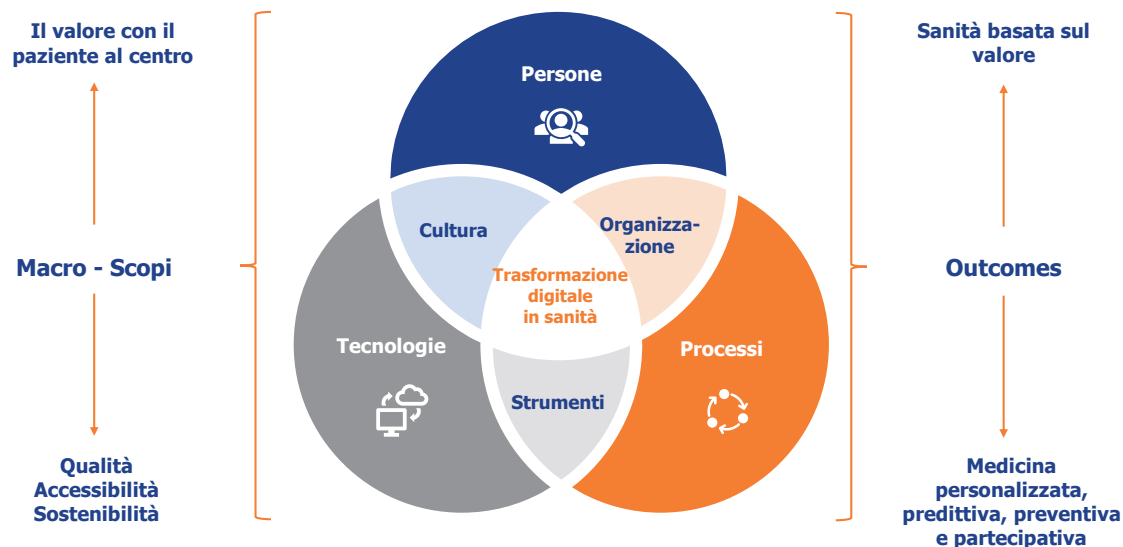 Il valore con il
paziente al centro
Macro - Scopi
Qualità
Accessibilità
Sostenibilità
Persone
Cultura
Organizza-
zione
Trasformazione
digitale
in sanità
Tecnologie
Processi
Strumenti
Sanità basata sul
valore
Outcomes
Medicina
personalizzata,
predittiva, preventiva
e partecipativa